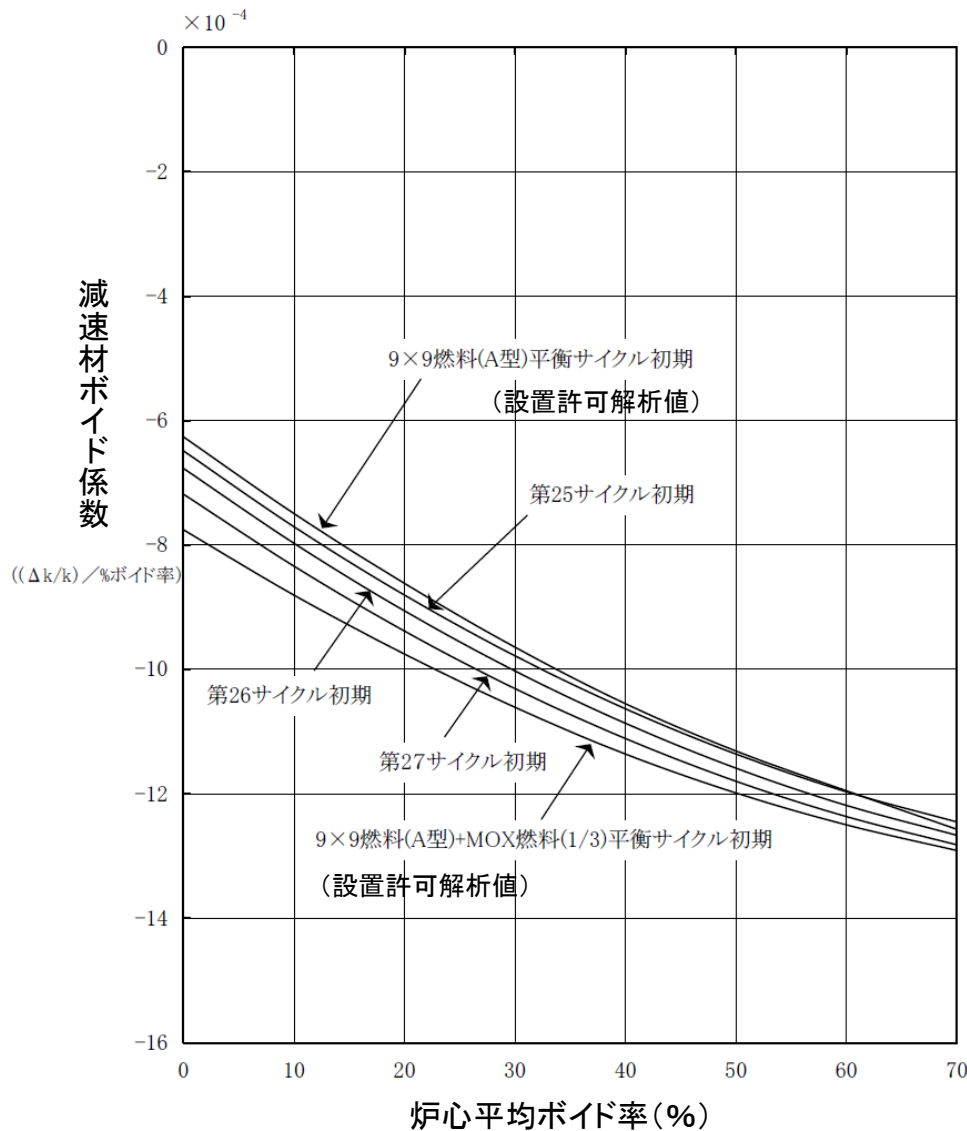 ×10 ⁻⁴
0
-2
-4
-6
-8
-10
-12
-14
-16
減速材ボイド係数
((Δk/k)/%ボイド率)
9×9燃料(A型)平衡サイクル初期
(設置許可解析値)
第25サイクル初期
第26サイクル初期
第27サイクル初期
9×9燃料(A型)+MOX燃料(1/3)平衡サイクル初期
(設置許可解析値)
0 10 20 30 40 50 60 70
炉心平均ボイド率(%)